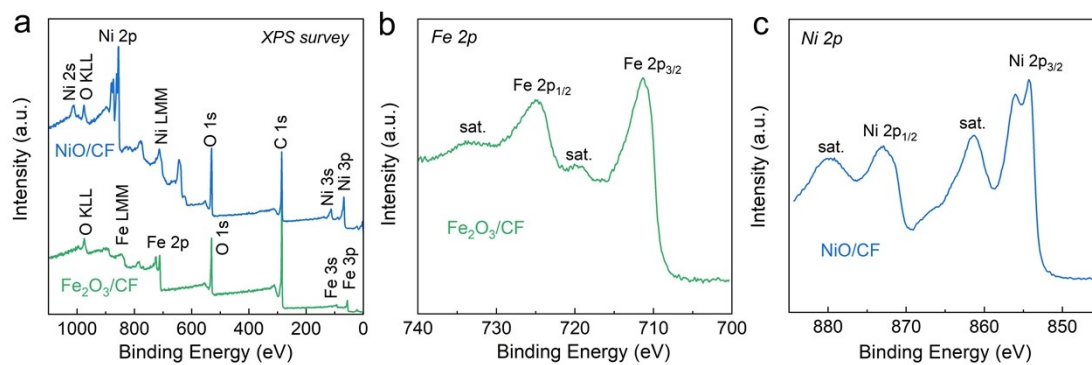 a
XPS survey
Ni 2p
Ni 2s
O KLL
Ni LMM
O 1s
C 1s
Ni 3s
Ni 3p
NiO/CF
O KLL
Fe LMM
Fe 2p
O 1s
Fe 3s
Fe 3p
Fe₂O₃/CF
Intensity (a.u.)
1000 800 600 400 200 0
Binding Energy (eV)
b
Fe 2p
Fe 2p₃/₂
Fe 2p₁/₂
sat.
sat.
Fe₂O₃/CF
Intensity (a.u.)
740 730 720 710 700
Binding Energy (eV)
c
Ni 2p
Ni 2p₃/₂
sat.
Ni 2p₁/₂
sat.
NiO/CF
Intensity (a.u.)
880 870 860 850
Binding Energy (eV)